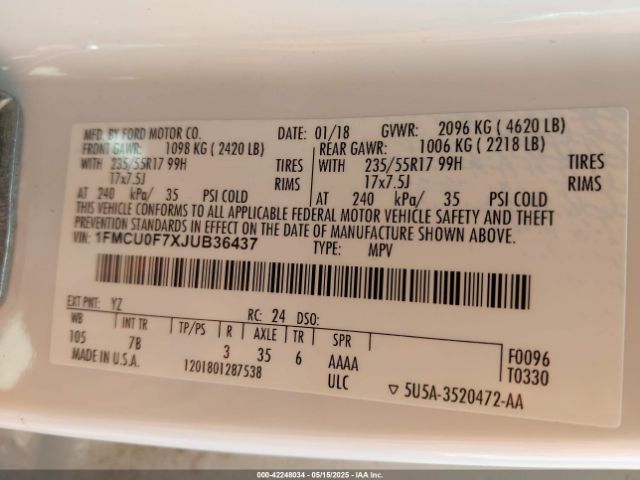 MFD. BY FORD MOTOR CO. DATE: 01/18 GVWR: 2096 KG ( 4620 LB)
FRONT GAWR: 1098 KG ( 2420 LB) REAR GAWR: 1006 KG ( 2218 LB)
WITH 235/55R17 99H TIRES WITH 235/55R17 99H TIRES
17x7.5J RIMS 17x7.5J RIMS
AT 240 kPa/ 35 PSI COLD AT 240 kPa/ 35 PSI COLD
THIS VEHICLE CONFORMS TO ALL APPLICABLE FEDERAL MOTOR VEHICLE SAFETY AND THEFT
PREVENTION STANDARDS IN EFFECT ON THE DATE OF MANUFACTURE SHOWN ABOVE.
VIN: 1FMCU0F7XJUB36437 TYPE: MPV
EXT PNT: YZ RC: 24 DSO:
WB INT TR TP/PS R AXLE TR SPR
105 7B 3 35 6 AAAA F0096
MADE IN U.S.A. 1201801287538 ULC T0330
▽ 5U5A-3520472-AA
000-42248034 — 05/15/2025 — IAA Inc.